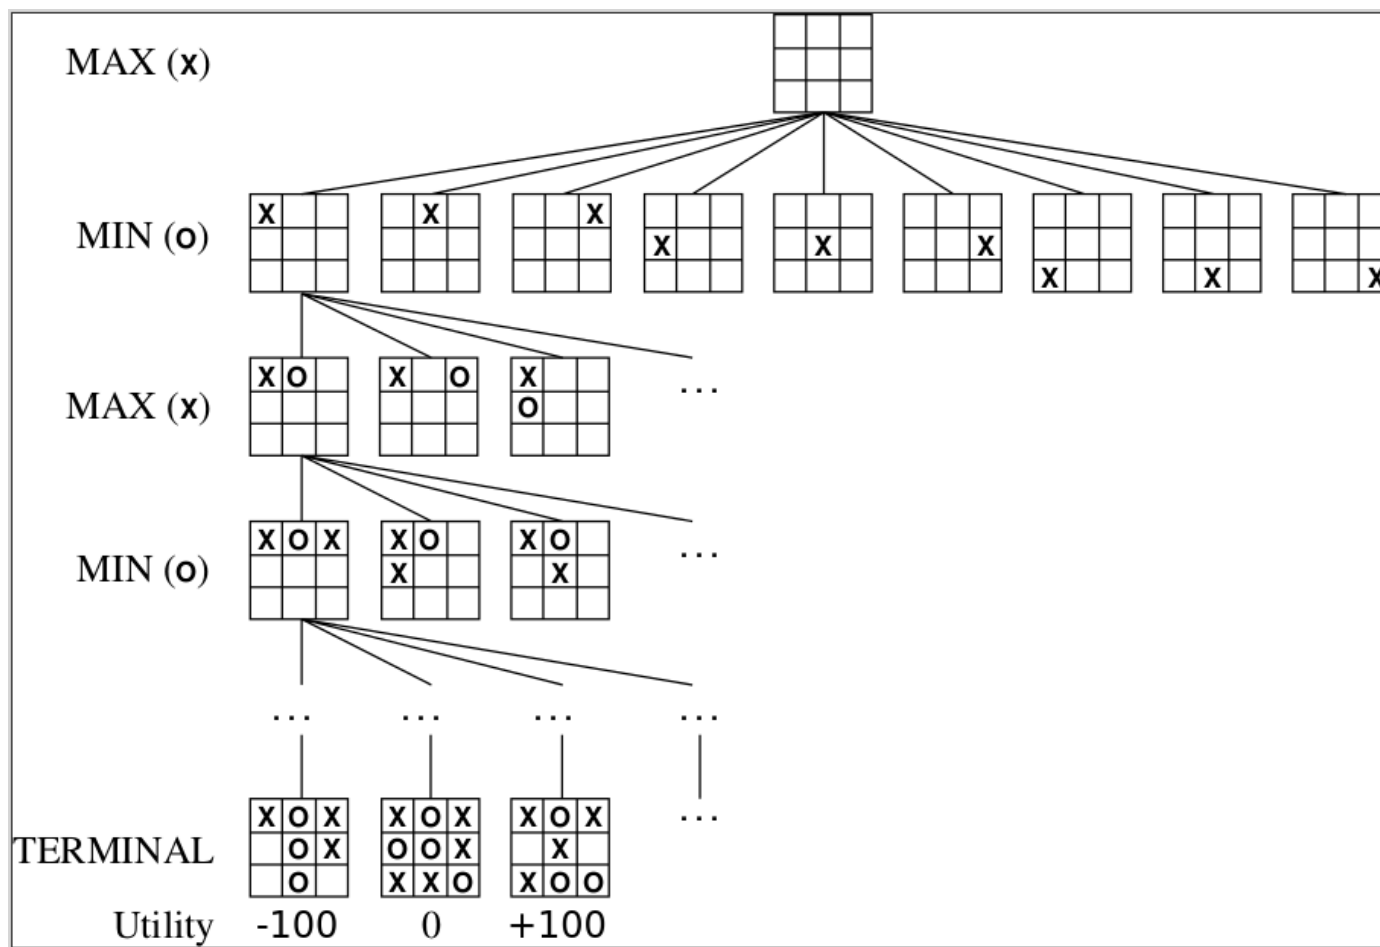 MAX (x)
MIN (o)
X X X X X X X X X
MAX (x)
X O
X O
X
O
...
MIN (o)
X O X
X O
X
X O
X
...
... ... ... ...
TERMINAL
X O X
O X
O
X O X
O O X
X X O
X O X
X
X O O
...
Utility -100 0 +100